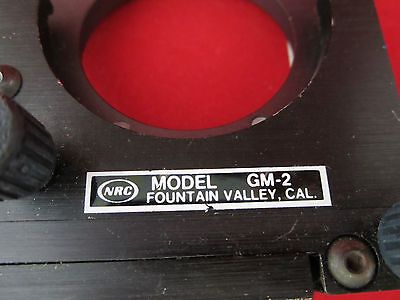 NRC MODEL GM-2
FOUNTAIN VALLEY, CAL.